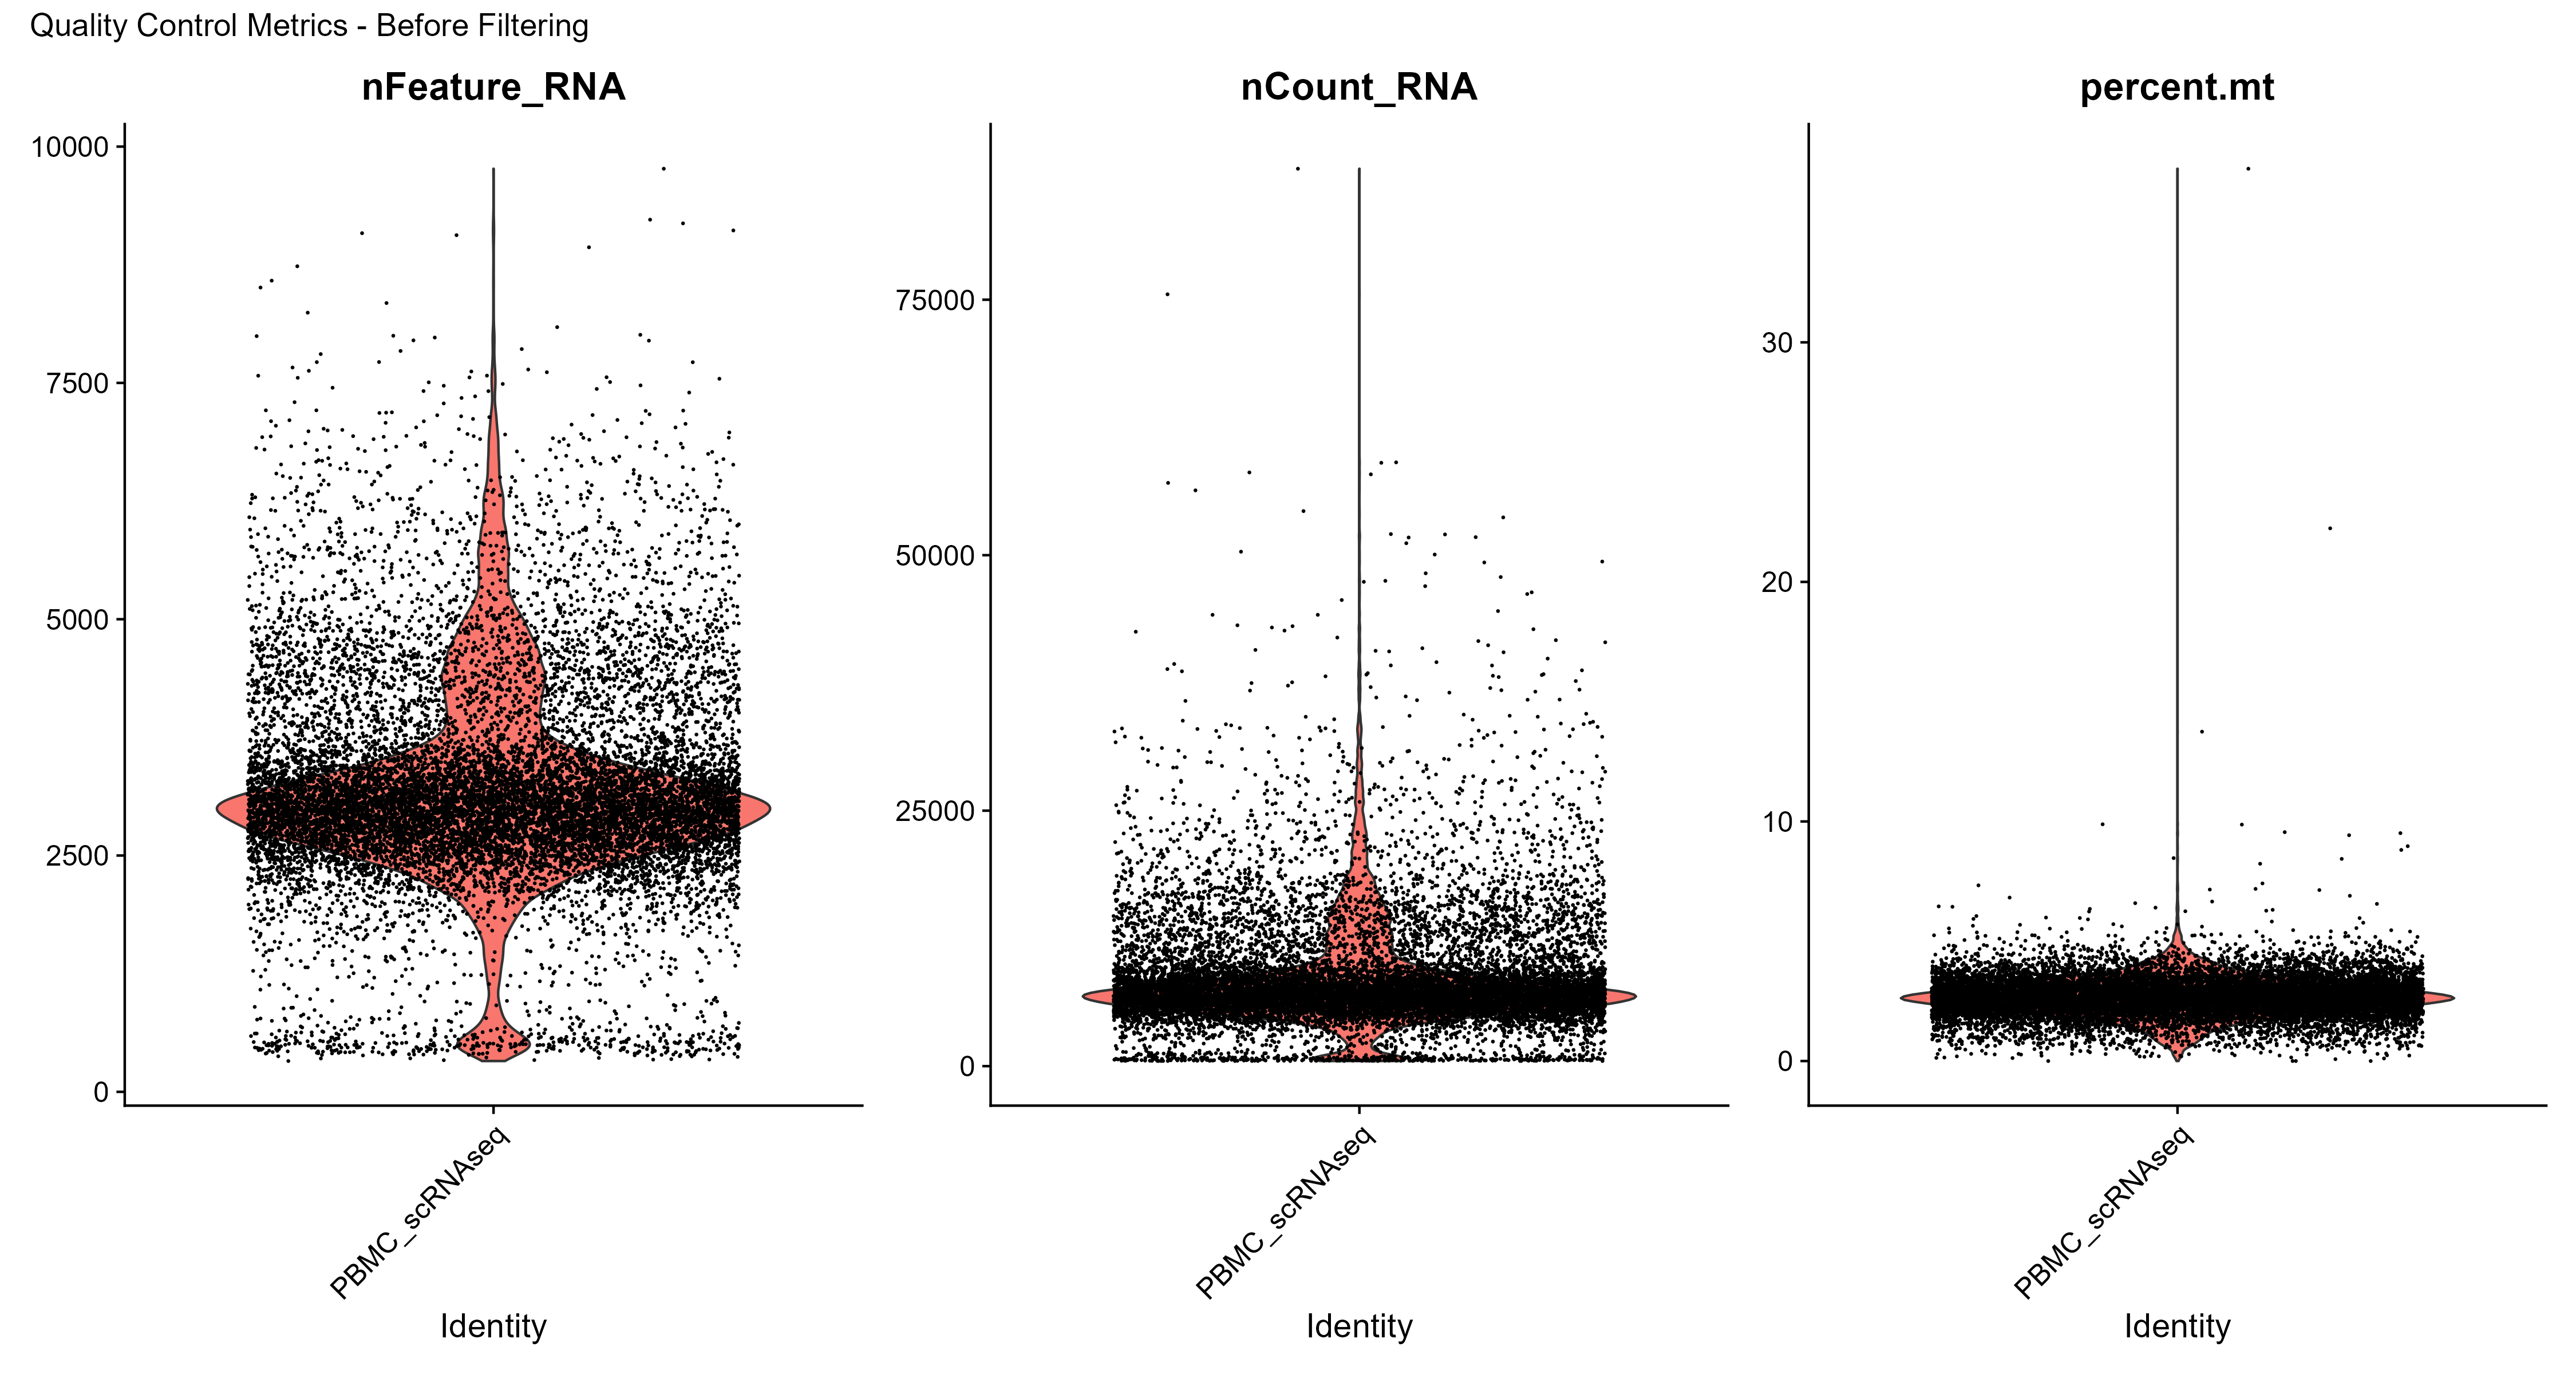 Quality Control Metrics - Before Filtering
nFeature_RNA
10000
7500
5000
2500
0
PBMC_scRNAseq
Identity
nCount_RNA
75000
50000
25000
0
PBMC_scRNAseq
Identity
percent.mt
30
20
10
0
PBMC_scRNAseq
Identity